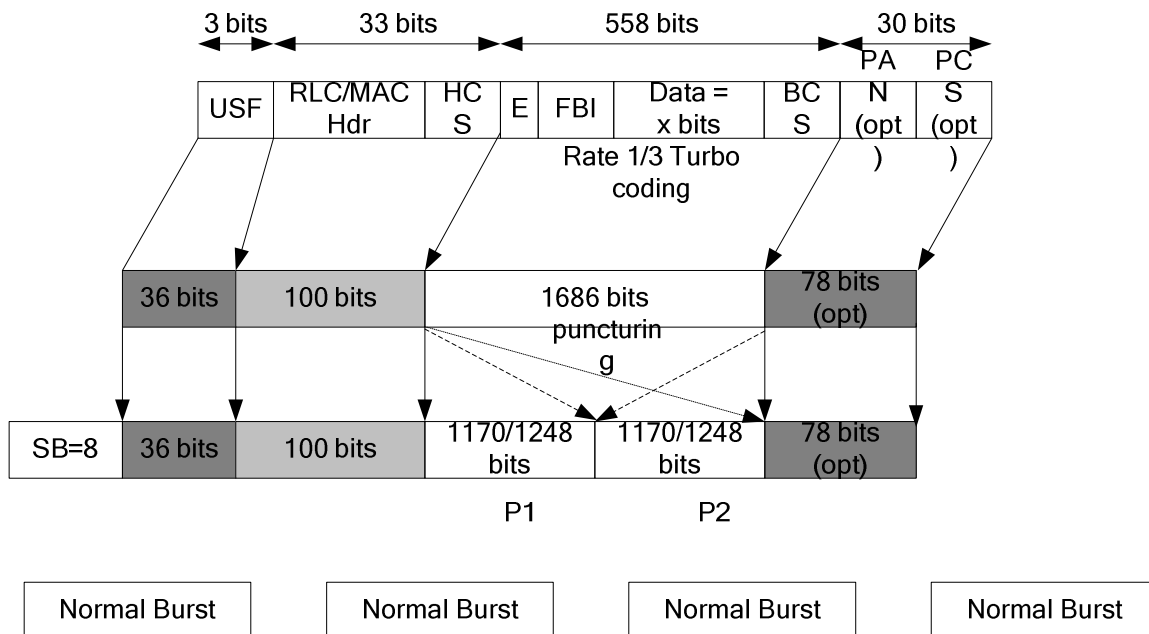 3 bits 33 bits 558 bits 30 bits
USF
RLC/MAC
Hdr
HC
S
E
FBI
Data =
x bits
BC
S
PA
N
(opt
)
PC
S
(opt
)
Rate 1/3 Turbo
coding
36 bits
100 bits
1686 bits
78 bits
(opt)
puncturin
g
SB=8
36 bits
100 bits
1170/1248
bits
1170/1248
bits
78 bits
(opt)
P1 P2
Normal Burst Normal Burst Normal Burst Normal Burst